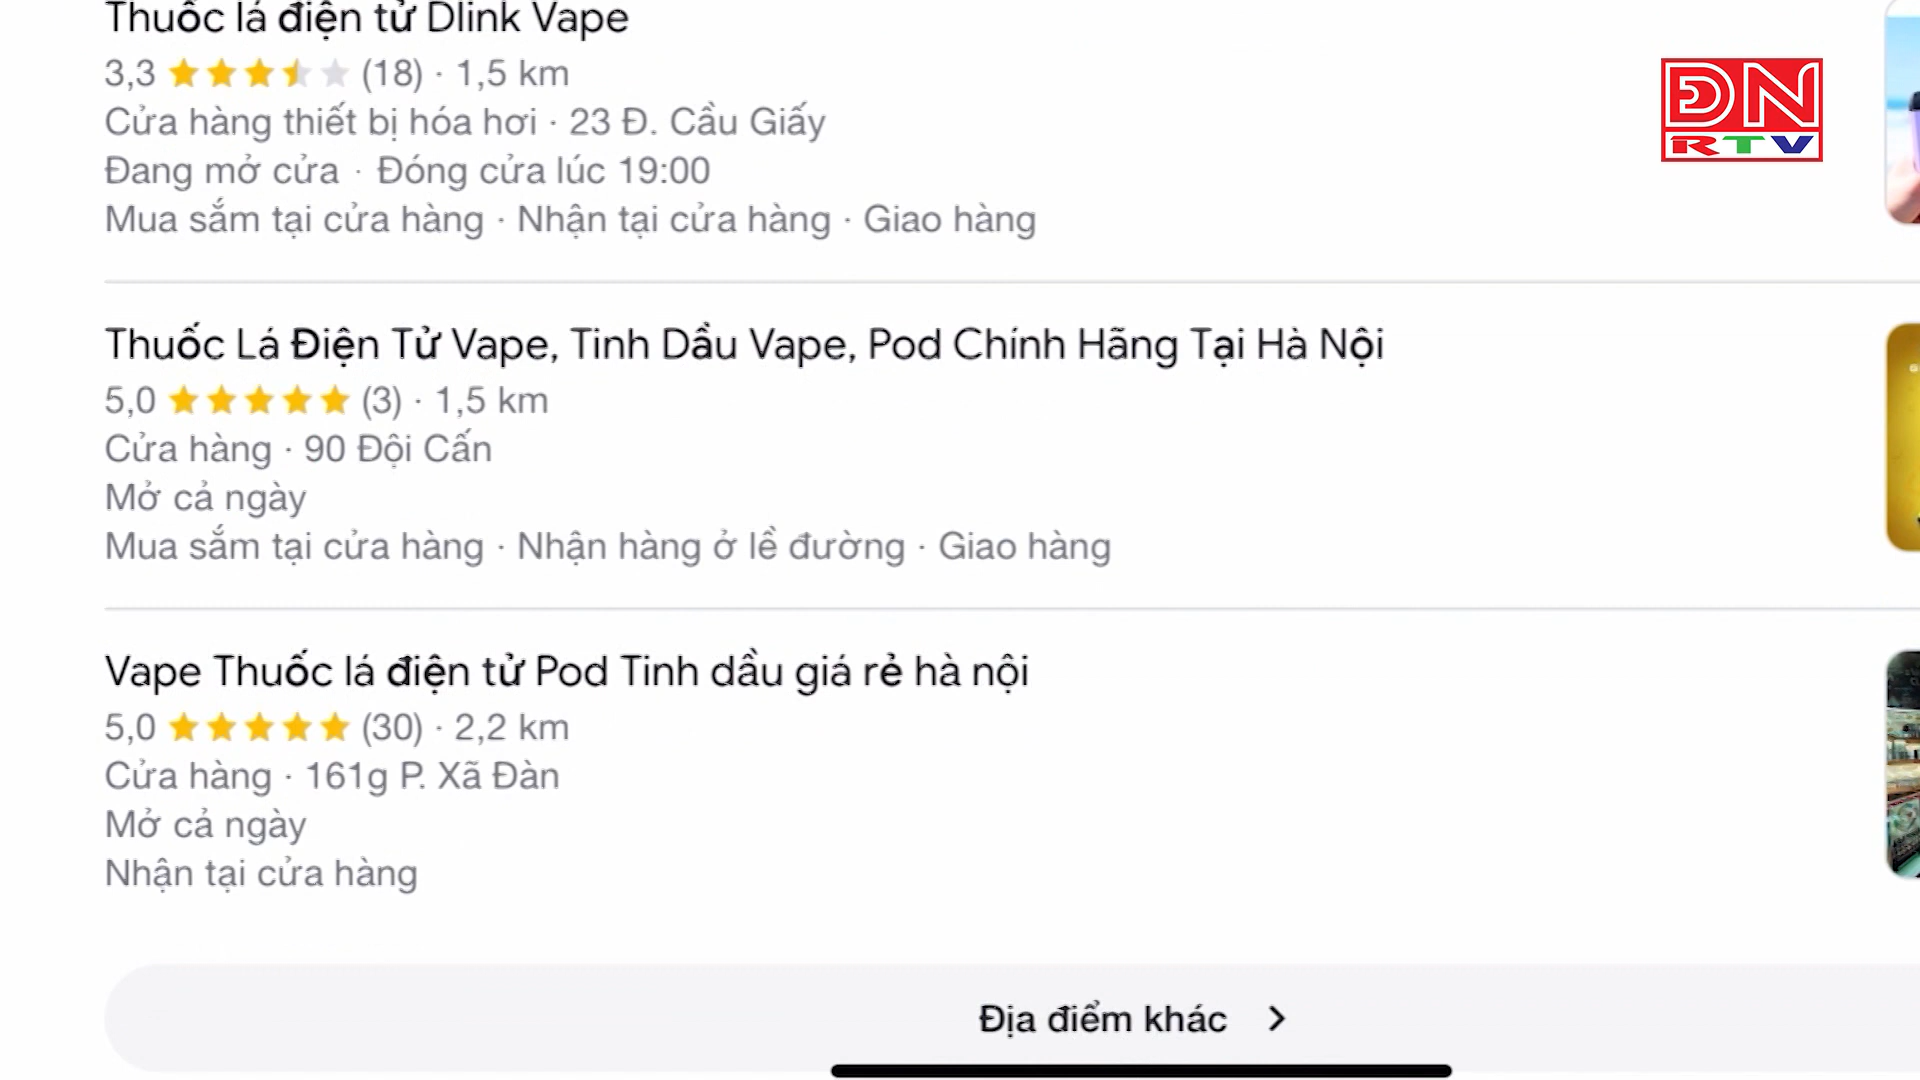 Thuốc lá điện tử Dlink Vape
3,3 (18) · 1,5 km
Cửa hàng thiết bị hóa hơi · 23 Đ. Cầu Giấy
Đang mở cửa · Đóng cửa lúc 19:00
Mua sắm tại cửa hàng · Nhận tại cửa hàng · Giao hàng
ĐN
RTV
Thuốc Lá Điện Tử Vape, Tinh Dầu Vape, Pod Chính Hãng Tại Hà Nội
5,0 (3) · 1,5 km
Cửa hàng · 90 Đội Cấn
Mở cả ngày
Mua sắm tại cửa hàng · Nhận hàng ở lề đường · Giao hàng
Vape Thuốc lá điện tử Pod Tinh dầu giá rẻ hà nội
5,0 (30) · 2,2 km
Cửa hàng · 161g P. Xã Đàn
Mở cả ngày
Nhận tại cửa hàng
Địa điểm khác